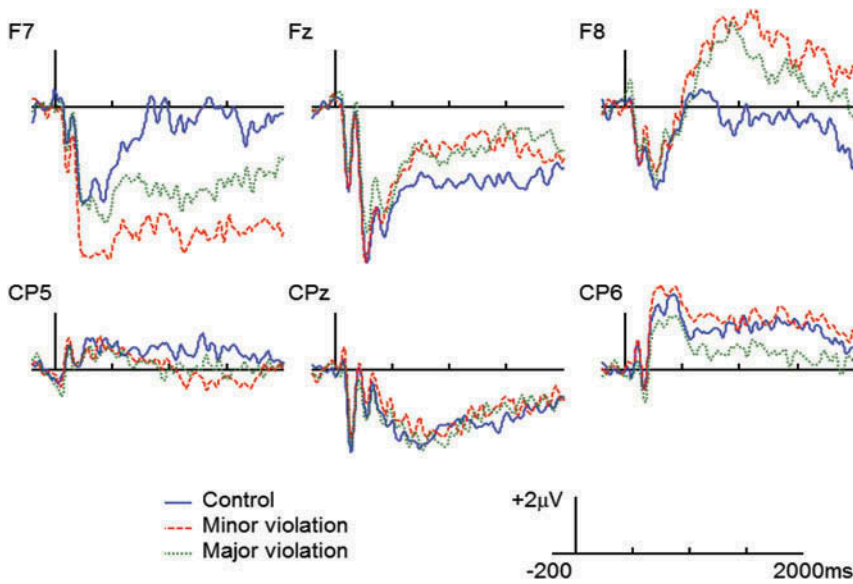 F7
Fz
F8
CP5
CPz
CP6
Control
Minor violation
Major violation
+2μV
-200
2000ms